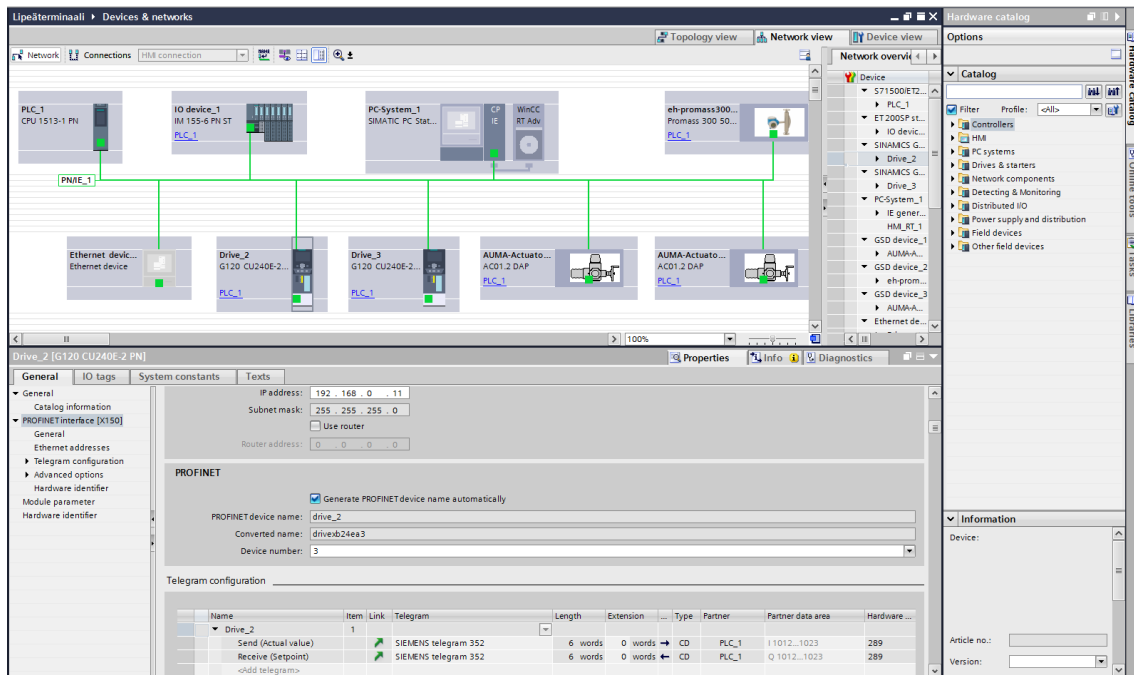 Lipeäterminaali ▸ Devices & networks
Topology view Network view Device view
Network Connections HMI connection
Network overvie
PLC_1
CPU 1513-1 PN
IO device_1
IM 155-6 PN ST
PLC_1
PC-System_1
SIMATIC PC Stat...
CP
IE
WinCC
RT Adv
eh-promass300...
Promass 300 50...
PLC_1
PN/IE_1
Ethernet devic...
Ethernet device
Drive_2
G120 CU240E-2...
PLC_1
Drive_3
G120 CU240E-2...
PLC_1
AUMA-Actuato...
AC01.2 DAP
PLC_1
AUMA-Actuato...
AC01.2 DAP
PLC_1
100%
Device
S71500/ET2...
PLC_1
ET 200SP st...
IO devic...
SINAMICS G...
Drive_2
SINAMICS G...
Drive_3
PC-System_1
IE gener...
HMI_RT_1
GSD device_1
AUMA-A...
GSD device_2
eh-prom...
GSD device_3
AUMA-A...
Ethernet de...
Hardware catalog
Options
Catalog
Filter Profile: <All>
Controllers
HMI
PC systems
Drives & starters
Network components
Detecting & Monitoring
Distributed I/O
Power supply and distribution
Field devices
Other field devices
Information
Device:
Article no.:
Version:
Hardware catalog
Online tools
Tasks
Libraries
Drive_2 [G120 CU240E-2 PN]
Properties Info Diagnostics
General IO tags System constants Texts
General
Catalog information
PROFINET interface [X150]
General
Ethernet addresses
Telegram configuration
Advanced options
Hardware identifier
Module parameter
Hardware identifier
IP address: 192 . 168 . 0 . 11
Subnet mask: 255 . 255 . 255 . 0
Use router
Router address: 0 . 0 . 0 . 0
PROFINET
Generate PROFINET device name automatically
PROFINET device name: drive_2
Converted name: drivexb24ea3
Device number: 3
Telegram configuration
Name Item Link Telegram Length Extension ... Type Partner Partner data area Hardware ...
Drive_2 1
Send (Actual value) SIEMENS telegram 352 6 words 0 words → CD PLC_1 I 1012...1023 289
Receive (Setpoint) SIEMENS telegram 352 6 words 0 words ← CD PLC_1 Q 1012...1023 289
<Add telegram>